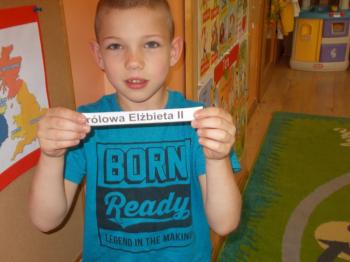 rólowa Elżbieta II
BORN
Ready
LEGEND IN THE MAKING